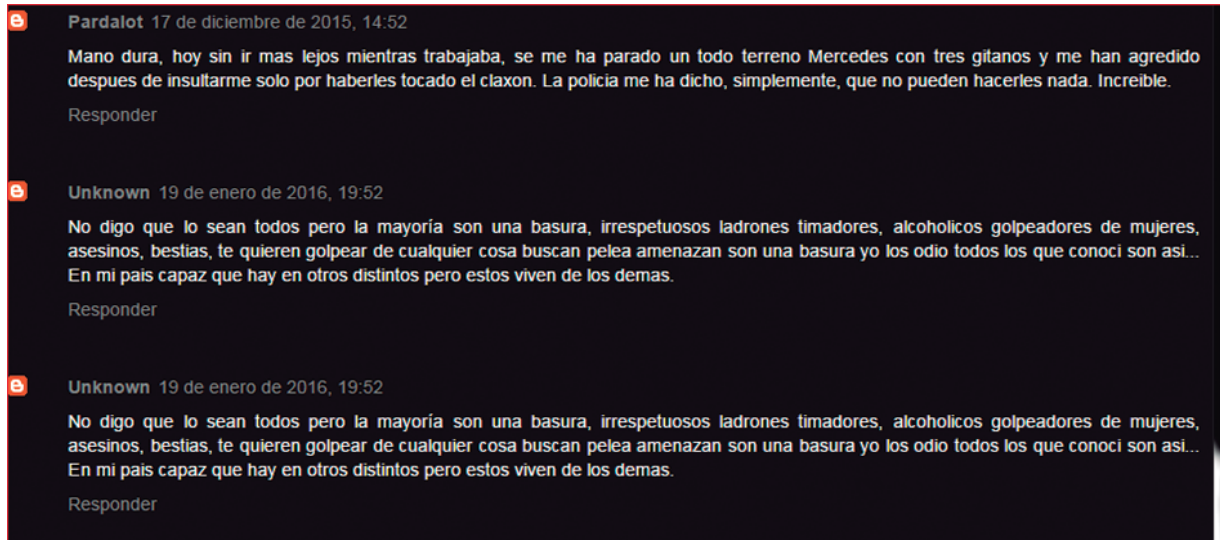 Pardalot 17 de diciembre de 2015, 14:52
Mano dura, hoy sin ir mas lejos mientras trabajaba, se me ha parado un todo terreno Mercedes con tres gitanos y me han agredido
despues de insultarme solo por haberles tocado el claxon. La policia me ha dicho, simplemente, que no pueden hacerles nada. Increible.
Responder
Unknown 19 de enero de 2016, 19:52
No digo que lo sean todos pero la mayoría son una basura, irrespetuosos ladrones timadores, alcoholicos golpeadores de mujeres,
asesinos, bestias, te quieren golpear de cualquier cosa buscan pelea amenazan son una basura yo los odio todos los que conoci son asi...
En mi pais capaz que hay en otros distintos pero estos viven de los demas.
Responder
Unknown 19 de enero de 2016, 19:52
No digo que lo sean todos pero la mayoría son una basura, irrespetuosos ladrones timadores, alcoholicos golpeadores de mujeres,
asesinos, bestias, te quieren golpear de cualquier cosa buscan pelea amenazan son una basura yo los odio todos los que conoci son asi...
En mi pais capaz que hay en otros distintos pero estos viven de los demas.
Responder